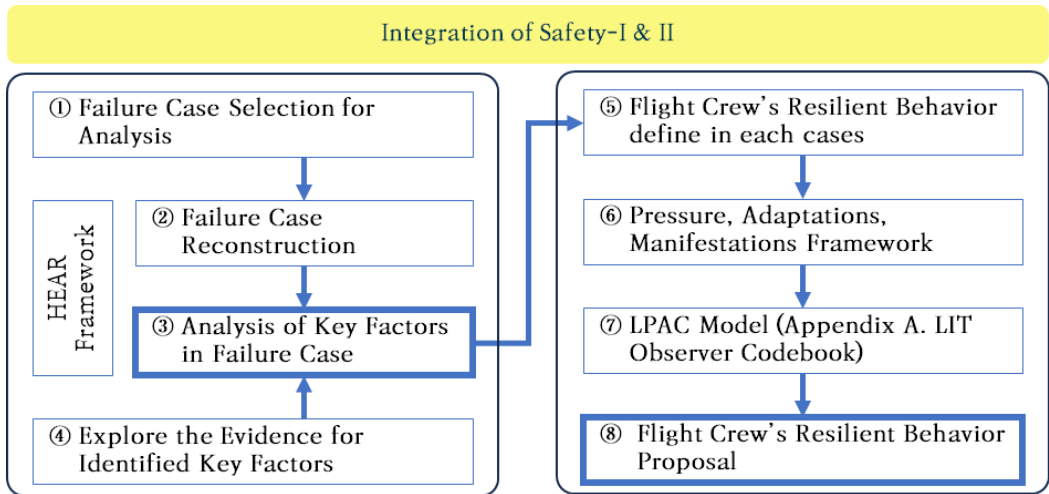 Integration of Safety-I & II
① Failure Case Selection for
Analysis
② Failure Case
Reconstruction
HEAR
Framework
③ Analysis of Key Factors
in Failure Case
④ Explore the Evidence for
Identified Key Factors
⑤ Flight Crew's Resilient Behavior
define in each cases
⑥ Pressure, Adaptations,
Manifestations Framework
⑦ LPAC Model (Appendix A. LIT
Observer Codebook)
⑧ Flight Crew's Resilient Behavior
Proposal